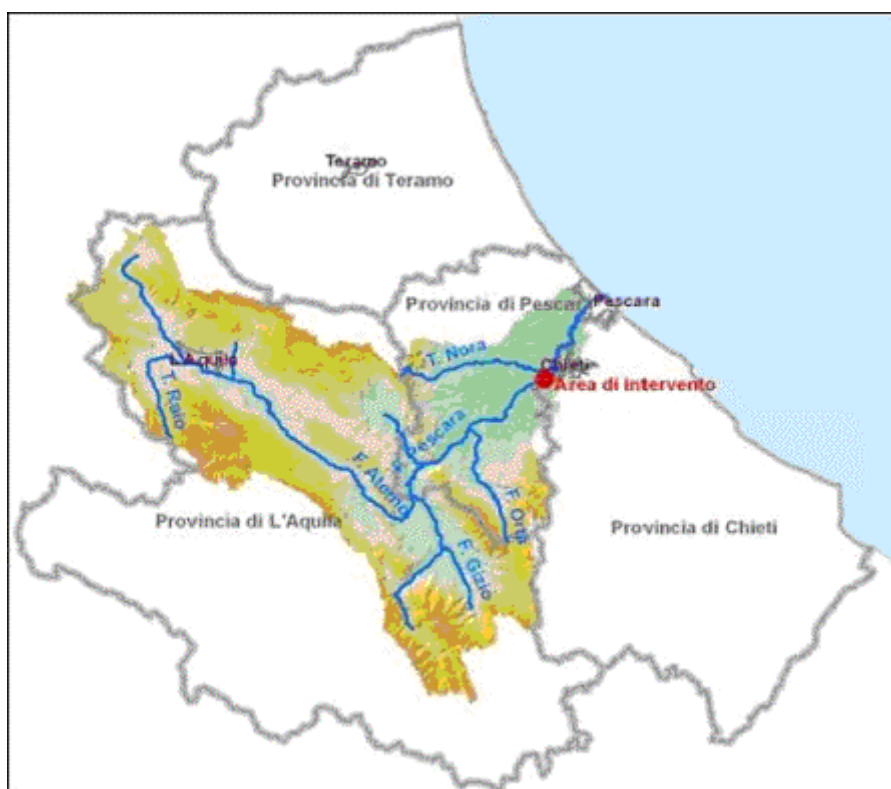 Teramo
Provincia di Teramo
Provincia di Pescar
Pescara
T. Nora
Chieti
Area di intervento
L'Aquila
T. Raio
F. Pescara
F. Aterno
F. Orta
Provincia di L'Aquila
Provincia di Chieti
F. Gizio